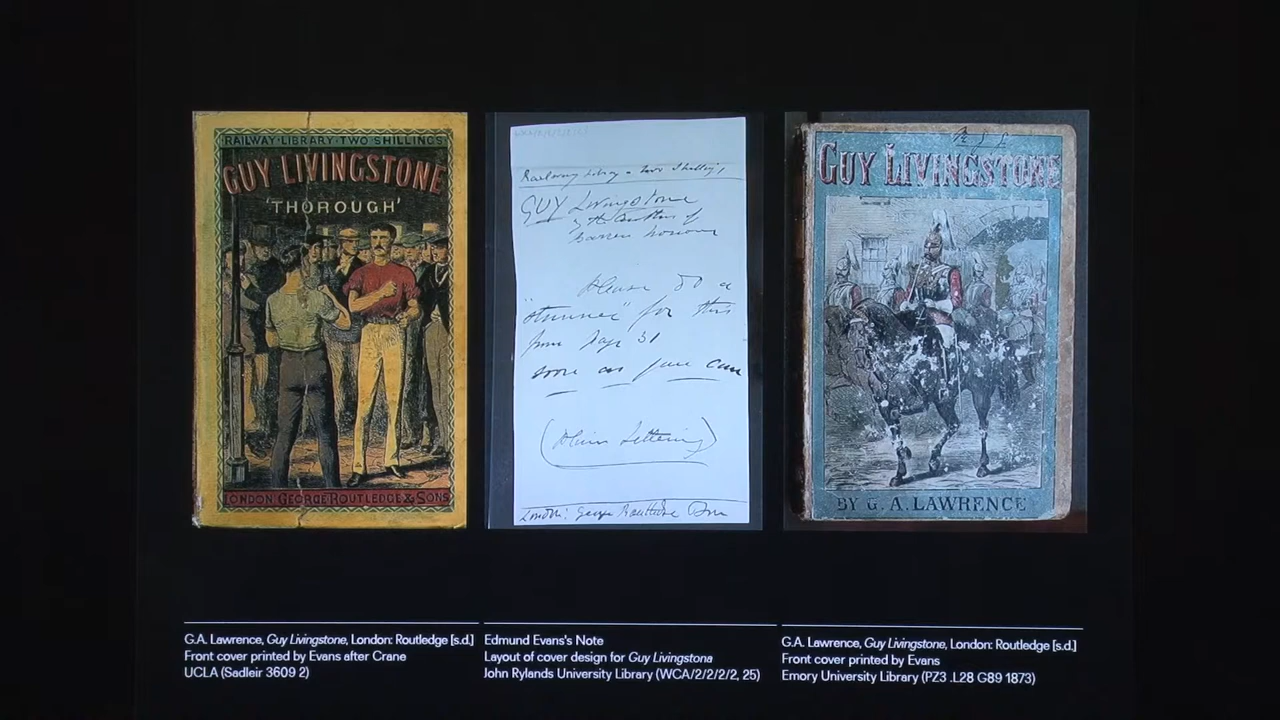 RAILWAY·LIBRARY·TWO SHILLINGS
GUY LIVINGSTONE
'THOROUGH'
LONDON GEORGE ROUTLEDGE & SONS
Railway Library - Two Shillings
GUY Livingstone
by the Author of
Barren honour
Please do a
"stunner" for this
from page 31
soon as you can
(Plain Lettering)
London: George Routledge
GUY LIVINGSTONE
BY G. A. LAWRENCE
G.A. Lawrence, Guy Livingstone, London: Routledge [s.d.]
Front cover printed by Evans after Crane
UCLA (Sadleir 3609 2)
Edmund Evans's Note
Layout of cover design for Guy Livingstona
John Rylands University Library (WCA/2/2/2/2, 25)
G.A. Lawrence, Guy Livingstone, London: Routledge [s.d.]
Front cover printed by Evans
Emory University Library (PZ3 .L28 G89 1873)